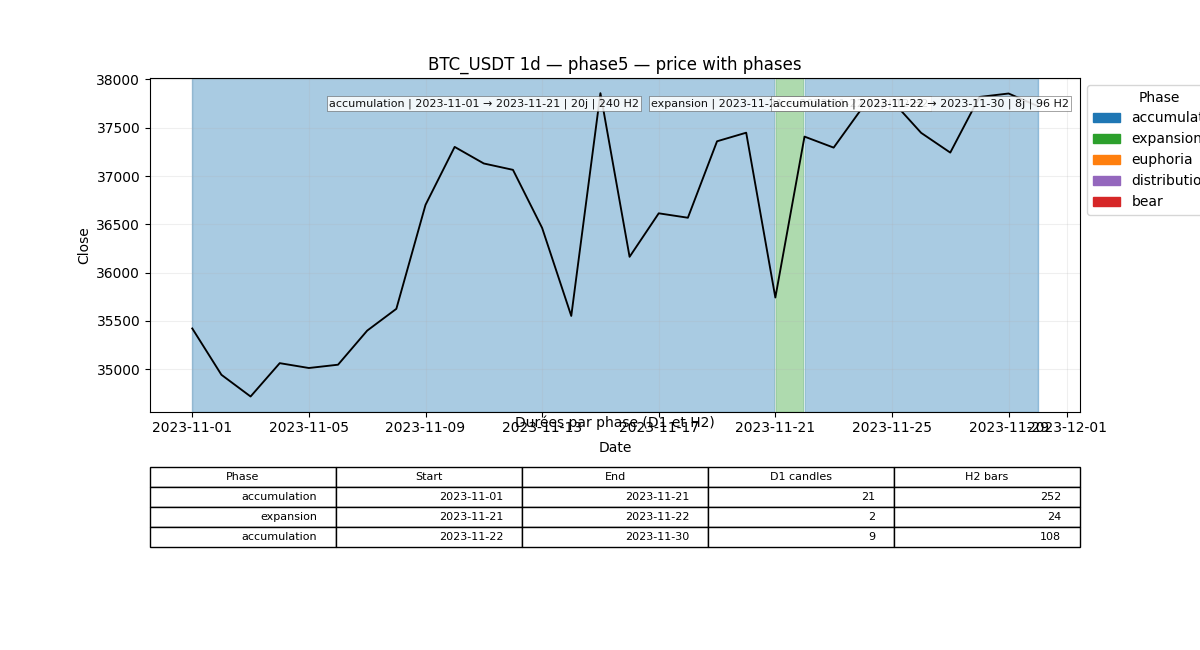 BTC_USDT 1d — phase5 — price with phases
38000
37500
37000
36500
36000
35500
35000
Close
accumulation | 2023-11-01 → 2023-11-21 | 20j | 240 H2
expansion | 2023-11-2
accumulation | 2023-11-22 → 2023-11-30 | 8j | 96 H2
Phase
accumulat
expansion
euphoria
distributio
bear
Durées par phase (D1 et H2)
2023-11-01 2023-11-05 2023-11-09 2023-11-13 2023-11-17 2023-11-21 2023-11-25 2023-11-29 2023-12-01
Date
Phase Start End D1 candles H2 bars
accumulation 2023-11-01 2023-11-21 21 252
expansion 2023-11-21 2023-11-22 2 24
accumulation 2023-11-22 2023-11-30 9 108